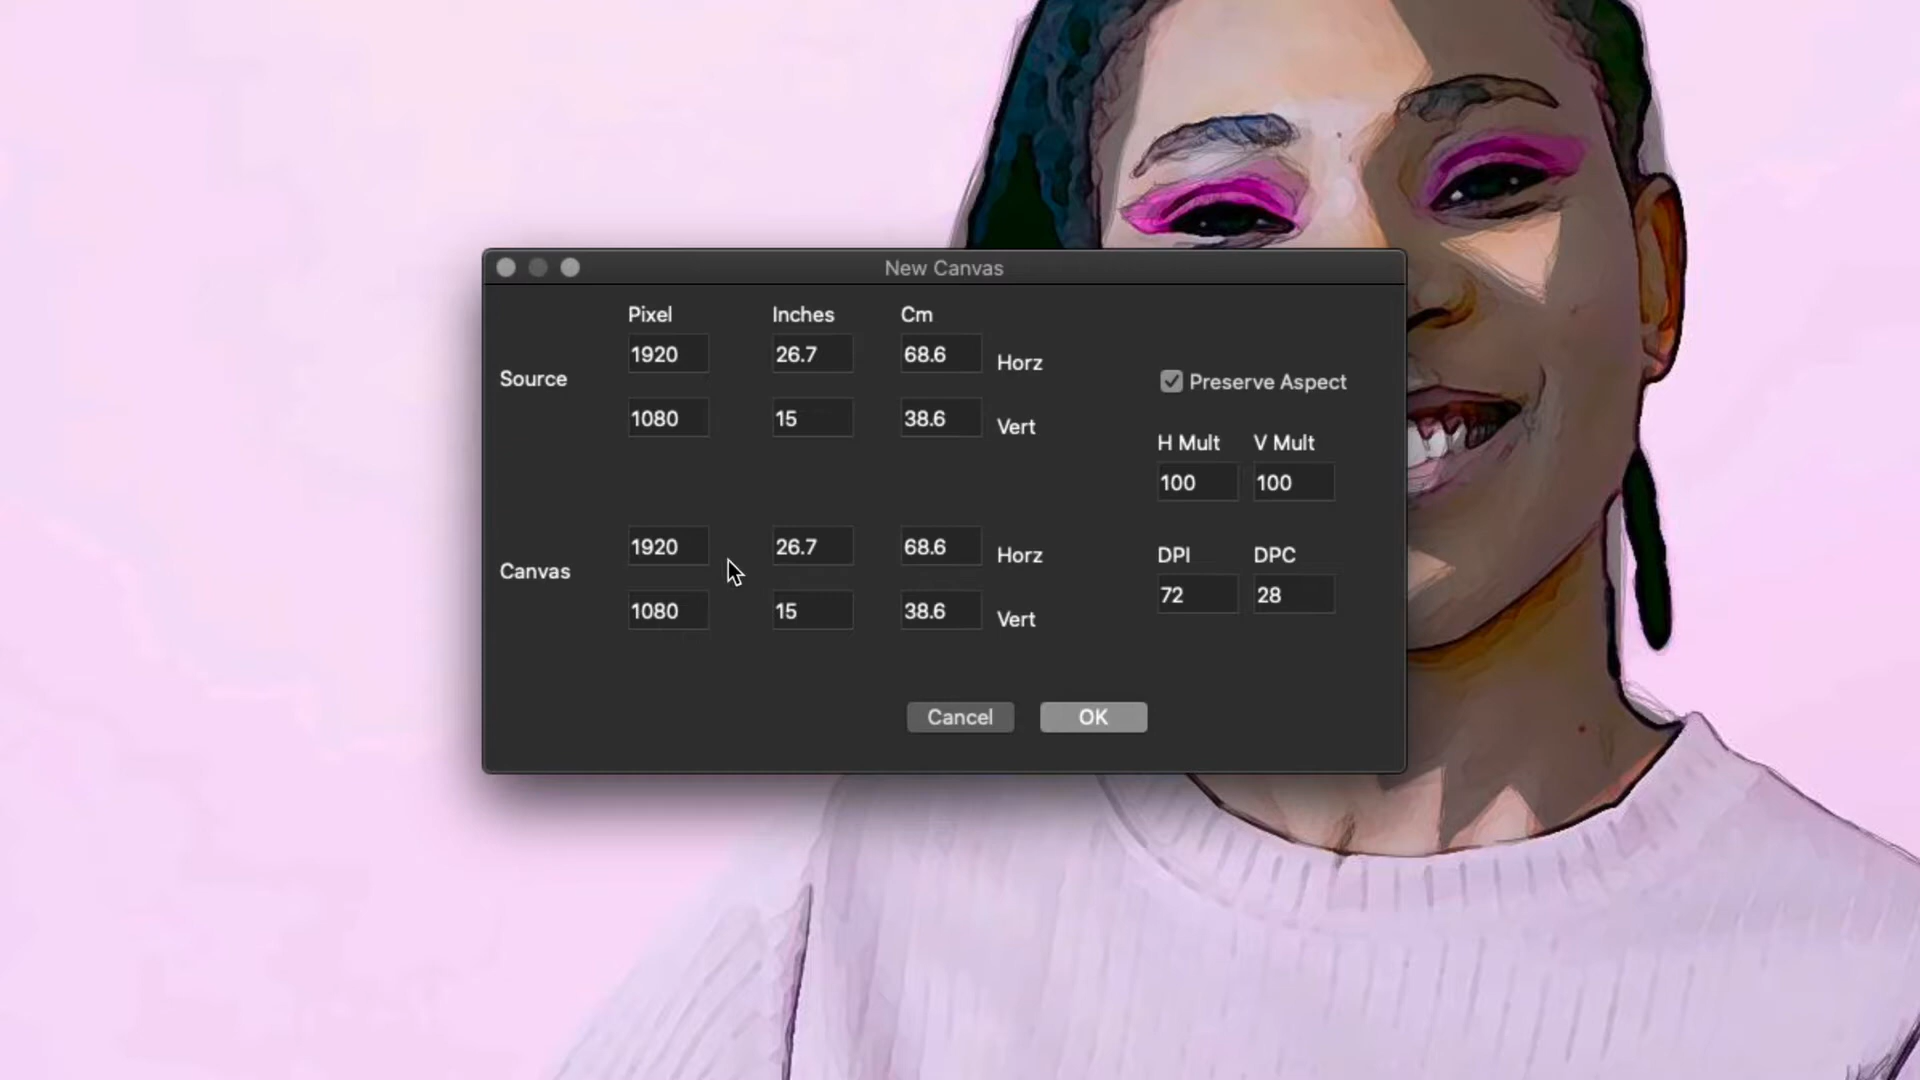 New Canvas
Pixel Inches Cm
1920 26.7 68.6 Horz
Source
Preserve Aspect
1080 15 38.6 Vert
H Mult V Mult
100 100
1920 26.7 68.6 Horz
Canvas
DPI DPC
72 28
1080 15 38.6 Vert
Cancel OK